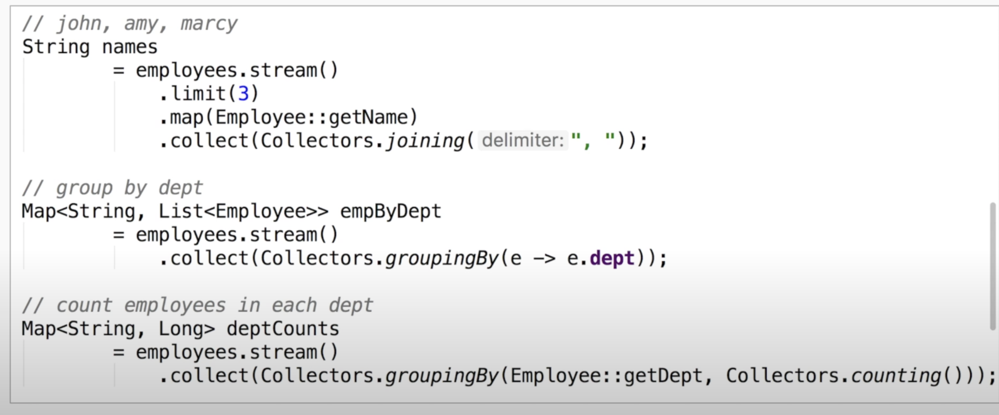 // john, amy, marcy
String names
        = employees.stream()
            .limit(3)
            .map(Employee::getName)
            .collect(Collectors.joining( delimiter: ", "));
// group by dept
Map<String, List<Employee>> empByDept
        = employees.stream()
            .collect(Collectors.groupingBy(e -> e.dept));
// count employees in each dept
Map<String, Long> deptCounts
        = employees.stream()
            .collect(Collectors.groupingBy(Employee::getDept, Collectors.counting()));